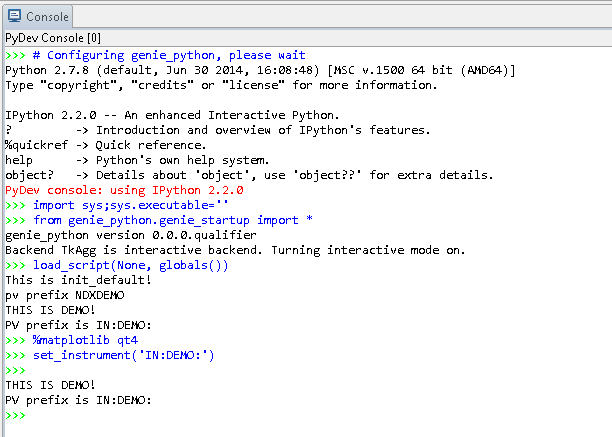 Console
PyDev Console [0]
>>> # Configuring genie_python, please wait
Python 2.7.8 (default, Jun 30 2014, 16:08:48) [MSC v.1500 64 bit (AMD64)]
Type "copyright", "credits" or "license" for more information.
IPython 2.2.0 -- An enhanced Interactive Python.
?         -> Introduction and overview of IPython's features.
%quickref -> Quick reference.
help      -> Python's own help system.
object?   -> Details about 'object', use 'object??' for extra details.
PyDev console: using IPython 2.2.0
>>> import sys;sys.executable=''
>>> from genie_python.genie_startup import *
genie_python version 0.0.0.qualifier
Backend TkAgg is interactive backend. Turning interactive mode on.
>>> load_script(None, globals())
This is init_default!
pv prefix NDXDEMO
THIS IS DEMO!
PV prefix is IN:DEMO:
>>> %matplotlib qt4
>>> set_instrument('IN:DEMO:')
>>>
THIS IS DEMO!
PV prefix is IN:DEMO:
>>>